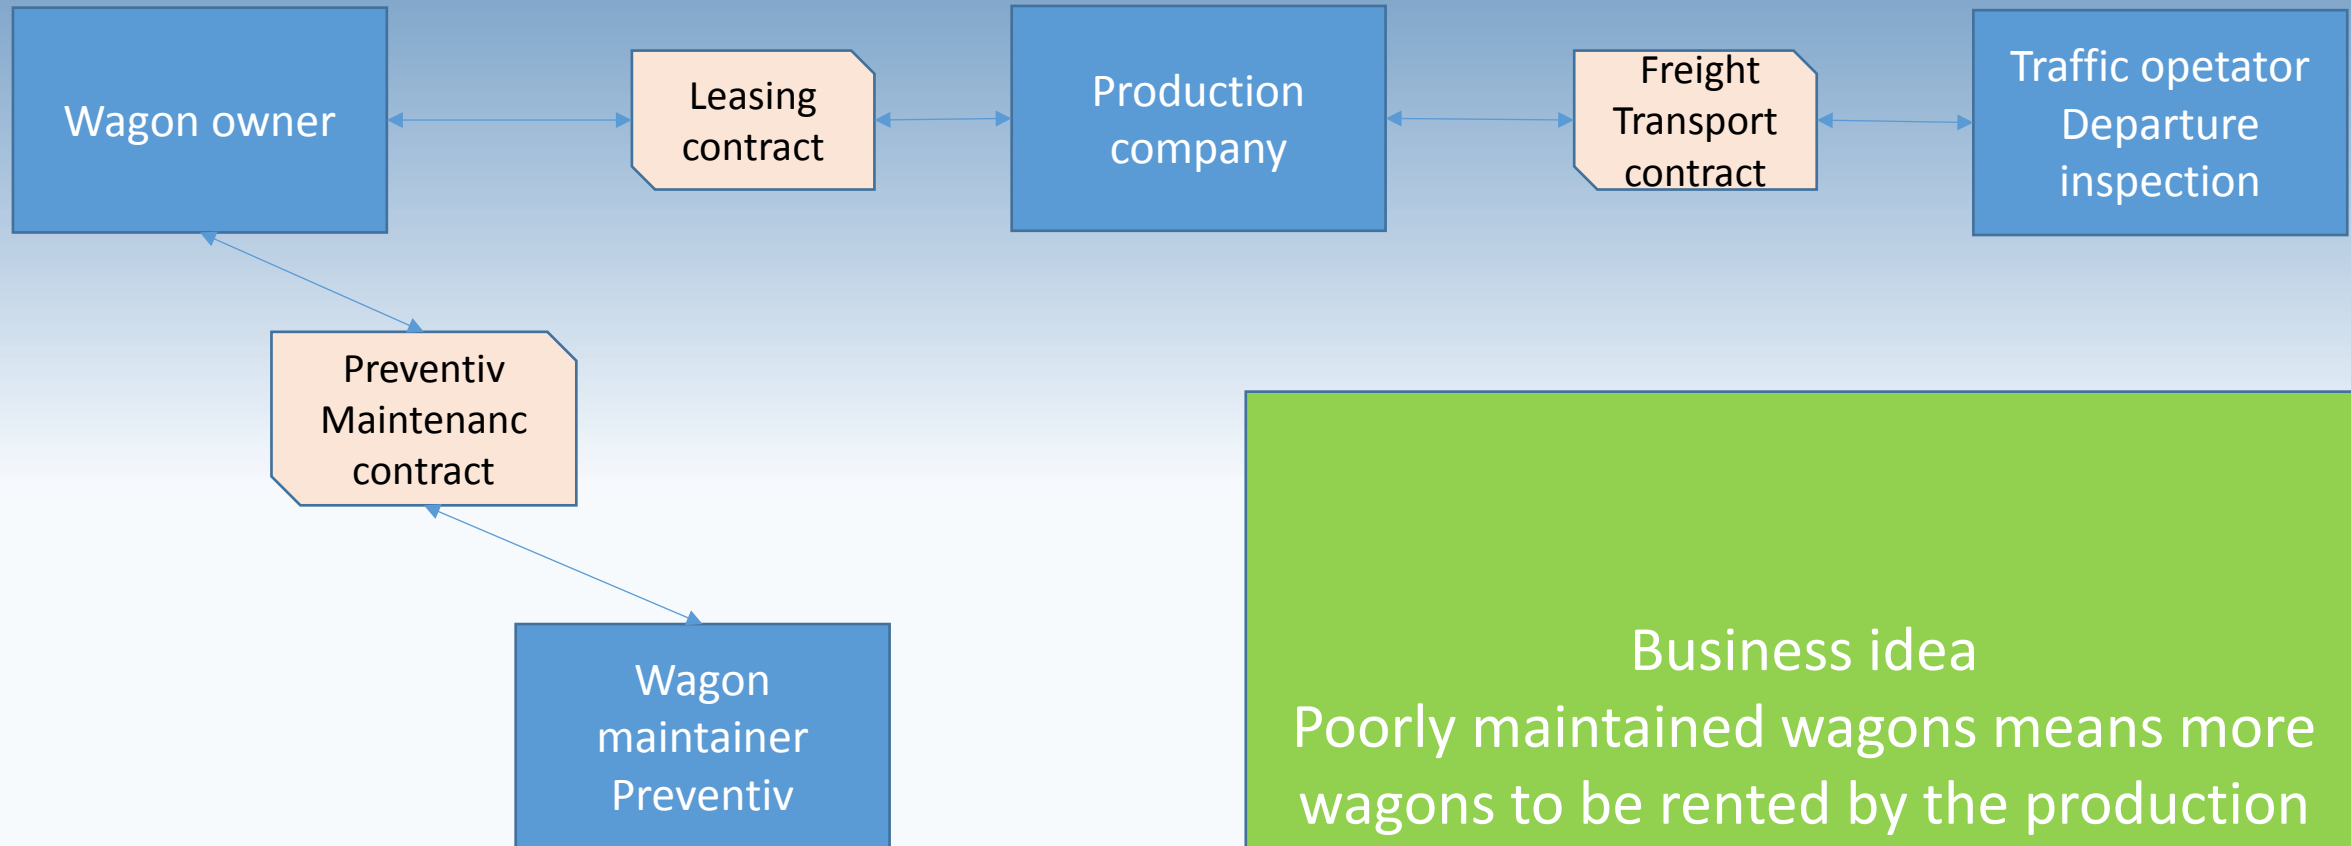 Wagon owner
Leasing
contract
Production
company
Freight
Transport
contract
Traffic opetator
Departure
inspection
Preventiv
Maintenanc
contract
Wagon
maintainer
Preventiv
Business idea
Poorly maintained wagons means more
wagons to be rented by the production